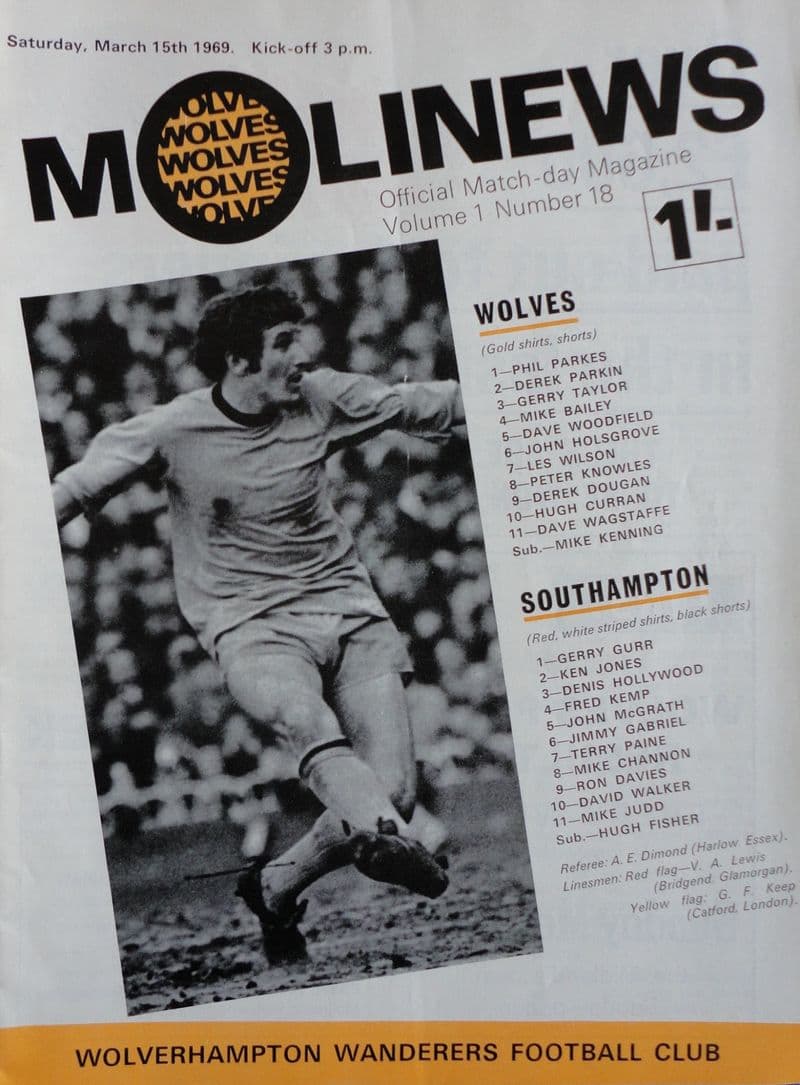 Saturday, March 15th 1969. Kick-off 3 p.m.
MOLINEWS
WOLVES
WOLVES
WOLVES
WOLVES
WOLVES
Official Match-day Magazine
Volume 1 Number 18
1'-
WOLVES
(Gold shirts, shorts)
1—PHIL PARKES
2—DEREK PARKIN
3—GERRY TAYLOR
4—MIKE BAILEY
5—DAVE WOODFIELD
6—JOHN HOLSGROVE
7—LES WILSON
8—PETER KNOWLES
9—DEREK DOUGAN
10—HUGH CURRAN
11—DAVE WAGSTAFFE
Sub.—MIKE KENNING
SOUTHAMPTON
(Red, white striped shirts, black shorts)
1—GERRY GURR
2—KEN JONES
3—DENIS HOLLYWOOD
4—FRED KEMP
5—JOHN McGRATH
6—JIMMY GABRIEL
7—TERRY PAINE
8—MIKE CHANNON
9—RON DAVIES
10—DAVID WALKER
11—MIKE JUDD
Sub.—HUGH FISHER
Referee: A. E. Dimond (Harlow Essex).
Linesmen: Red flag—V. A. Lewis
(Bridgend, Glamorgan).
Yellow flag: G. F. Keep
(Catford, London).
WOLVERHAMPTON WANDERERS FOOTBALL CLUB